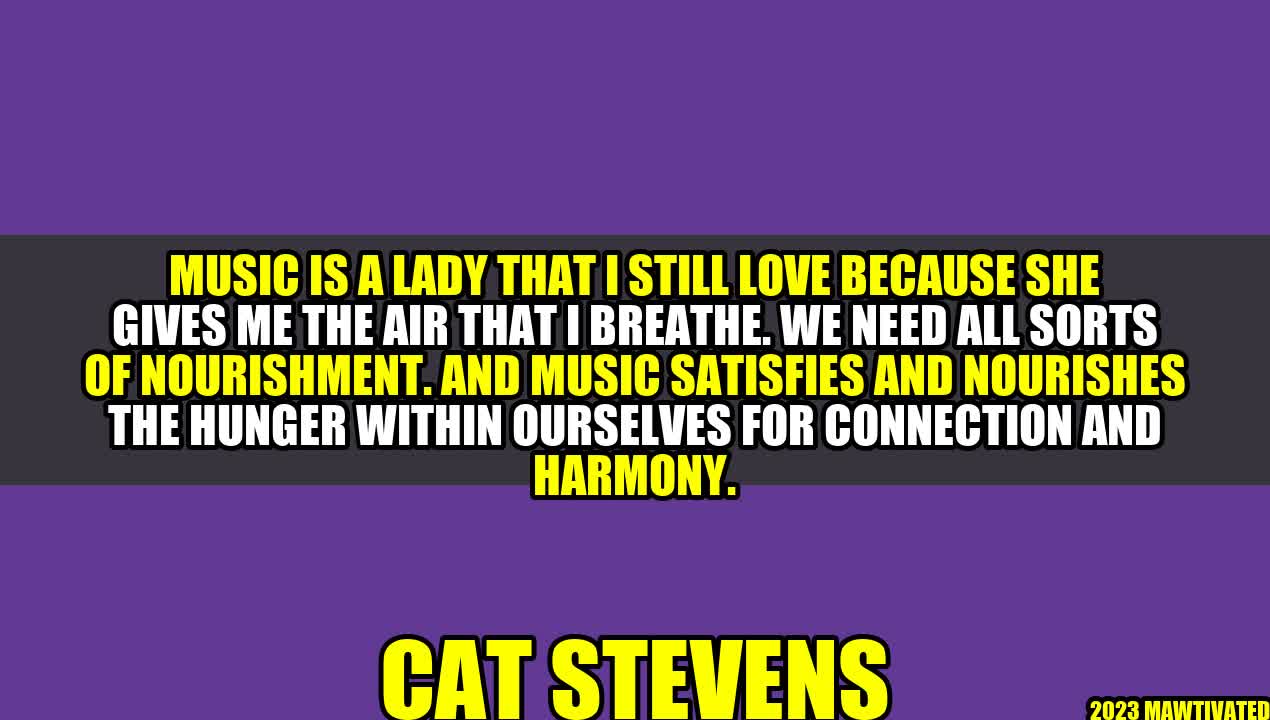 MUSIC IS A LADY THAT I STILL LOVE BECAUSE SHE
GIVES ME THE AIR THAT I BREATHE. WE NEED ALL SORTS
OF NOURISHMENT. AND MUSIC SATISFIES AND NOURISHES
THE HUNGER WITHIN OURSELVES FOR CONNECTION AND
HARMONY.
CAT STEVENS
2023 MAWTIVATED